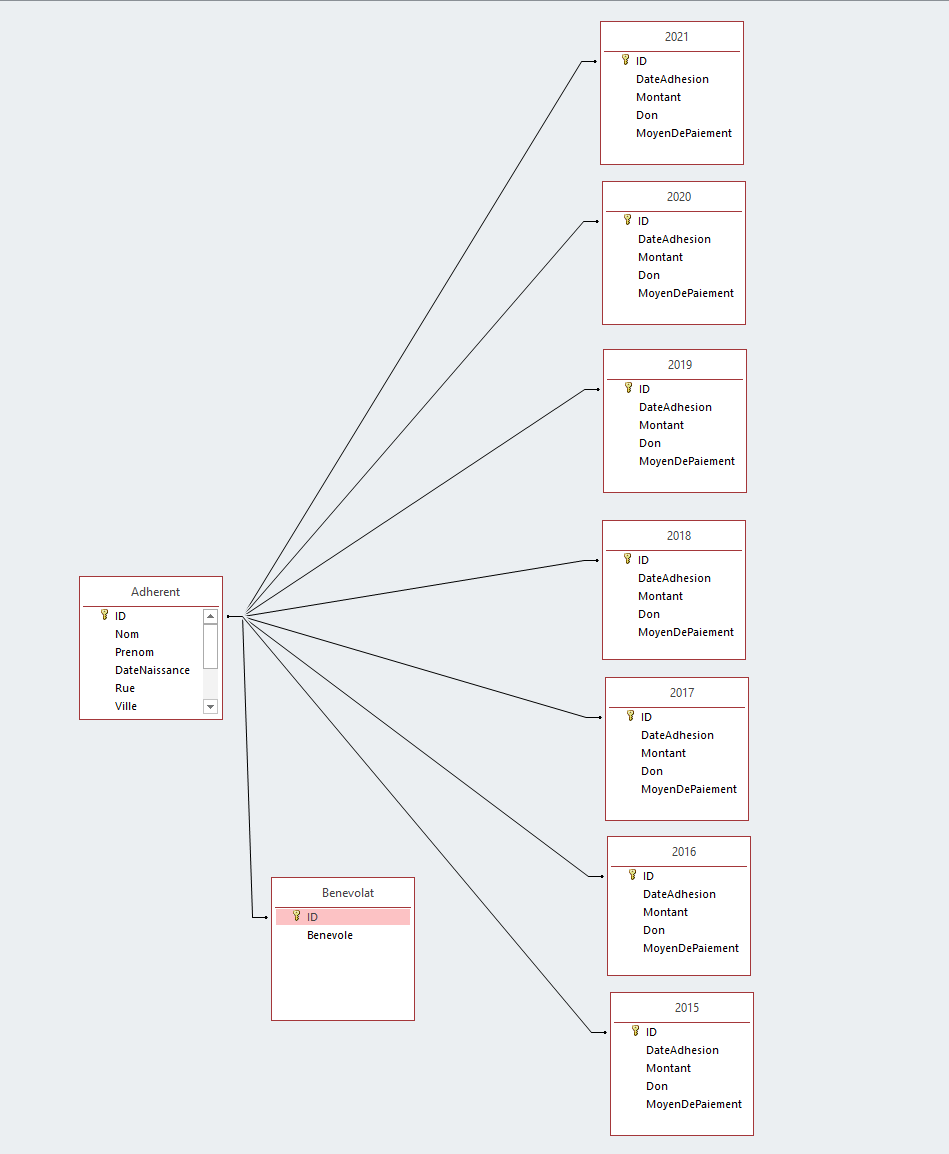 2021
ID
DateAdhesion
Montant
Don
MoyenDePaiement
2020
ID
DateAdhesion
Montant
Don
MoyenDePaiement
2019
ID
DateAdhesion
Montant
Don
MoyenDePaiement
2018
ID
DateAdhesion
Montant
Don
MoyenDePaiement
Adherent
ID
Nom
Prenom
DateNaissance
Rue
Ville
2017
ID
DateAdhesion
Montant
Don
MoyenDePaiement
2016
ID
DateAdhesion
Montant
Don
MoyenDePaiement
Benevolat
ID
Benevole
2015
ID
DateAdhesion
Montant
Don
MoyenDePaiement